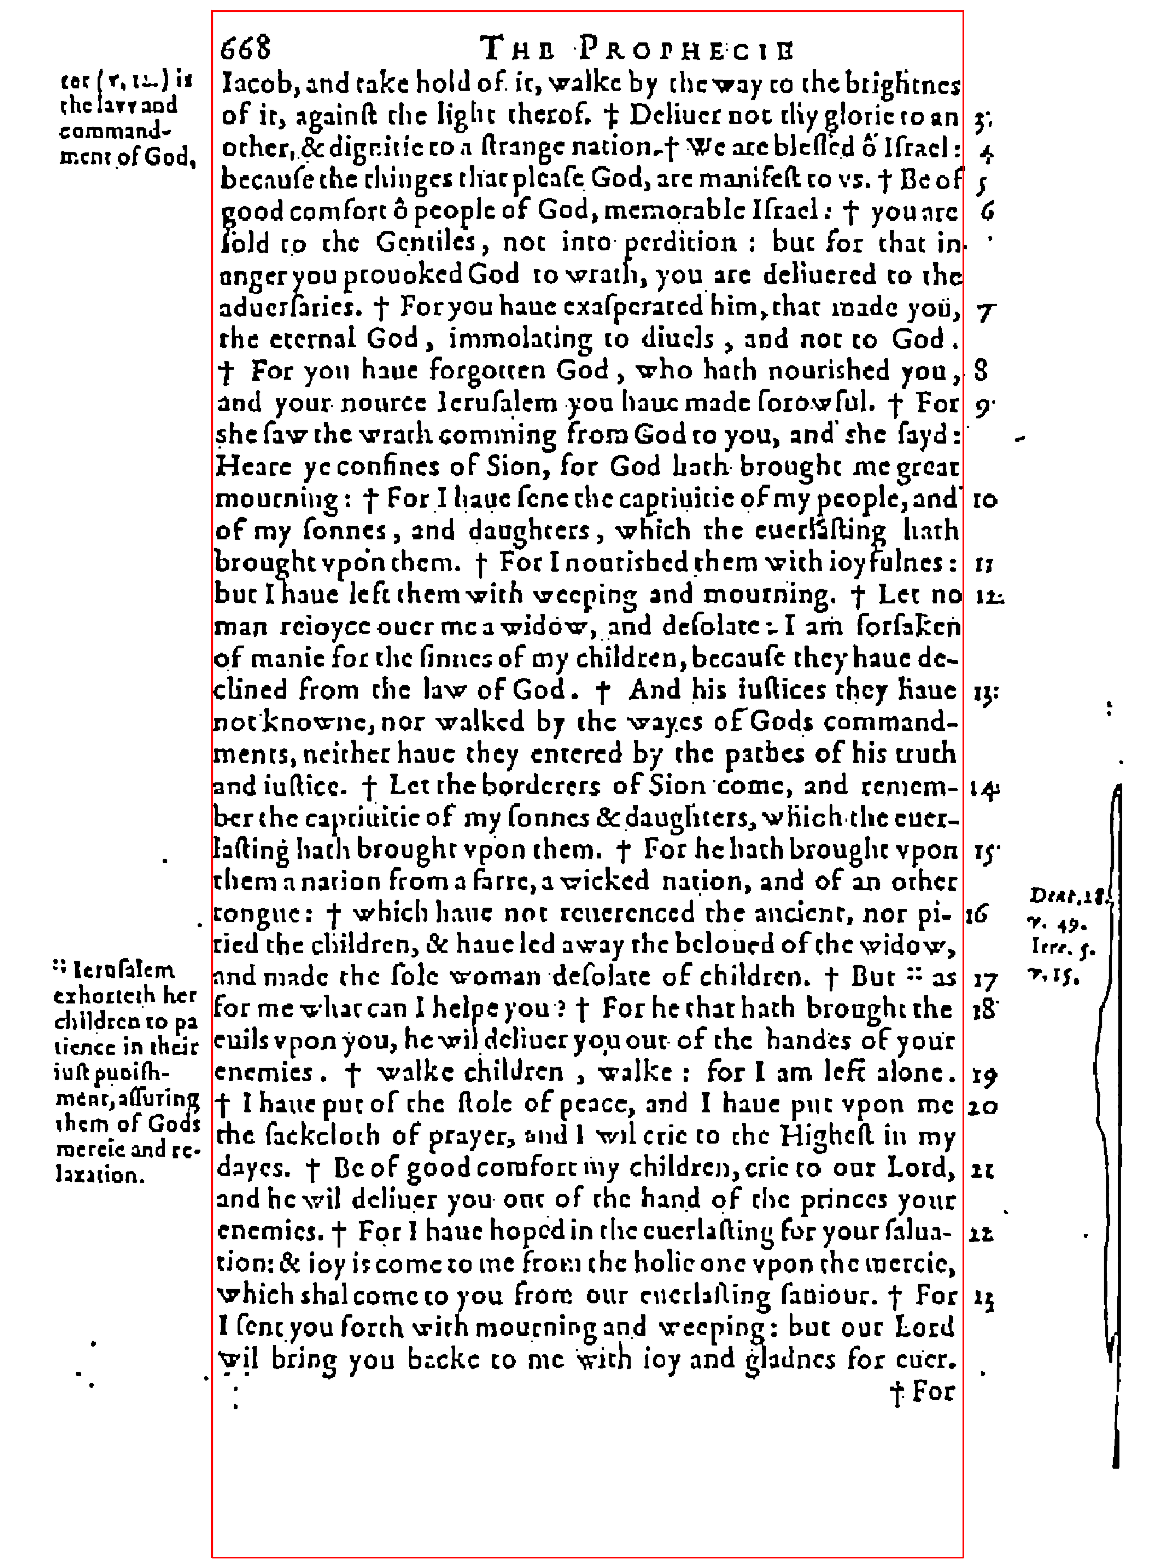 668 THE PROPHECIE
Iacob, and take hold of it, walke by the way to the brightnes
of it, againſt the light therof. † Deliuer not thy glorie to an 3
other, & dignitie to a ſtrange nation. † We are bleſſed ô Iſrael: 4
becauſe the thinges that pleaſe God, are manifeſt to vs. † Be of 5
good comfort ô people of God, memorable Iſrael: † you are 6
ſold to the Gentiles, not into perdition : but for that in
anger you prouoked God to wrath, you are deliuered to the
aduerſaries. † For you haue exaſperated him, that made you, 7
the eternal God, immolating to diuels, and not to God.
† For you haue forgotten God, who hath nourished you, 8
and your nource Ieruſalem you haue made ſorowful. † For 9
she ſaw the wrath comming from God to you, and she ſayd:
Heare ye confines of Sion, for God hath brought me great
mourning: † For I haue ſene the captiuitie of my people, and 10
of my ſonnes, and daughters, which the euerlaſting hath
brought vpon them. † For I nourished them with ioyfulnes: 11
but I haue left them with weeping and mourning. † Let no 12
man reioyce ouer me a widow, and deſolate: I am forſaken
of manie for the ſinnes of my children, becauſe they haue de-
clined from the law of God. † And his iuſtices they haue 13
not knowne, nor walked by the wayes of Gods command-
ments, neither haue they entered by the pathes of his truth
and iuſtice. † Let the borderers of Sion come, and remem- 14
ber the captiuitie of my ſonnes & daughters, which the euer-
laſting hath brought vpon them. † For he hath brought vpon 15
them a nation from a farre, a wicked nation, and of an other
tongue: † which haue not reuerenced the ancient, nor pi- 16
tied the children, & haue led away the beloued of the widow,
and made the ſole woman deſolate of children. † But :: as 17
for me what can I helpe you? † For he that hath brought the 18
euils vpon you, he wil deliuer you out of the handes of your
enemies. † walke children, walke: for I am left alone. 19
† I haue put of the ſtole of peace, and I haue put vpon me 20
the ſackcloth of prayer, and I wil crie to the Higheſt in my
dayes. † Be of good comfort my children, crie to our Lord, 21
and he wil deliuer you out of the hand of the princes your
enemies. † For I haue hoped in the euerlaſting for your ſalua- 22
tion: & ioy is come to me from the holie one vpon the mercie,
which shal come to you from our euerlaſting ſauiour. † For 23
I ſent you forth with mourning and weeping: but our Lord
wil bring you backe to me with ioy and gladnes for euer.
† For
ter (v. 12.) is
the law and
command-
ment of God,
:: Ieruſalem
exhorteth her
children to pa
tience in their
iuſt puniſh-
ment, aſſuring
them of Gods
mercie and re-
laxation.
Deut. 28.
v. 49.
Iere. 5.
v. 15.